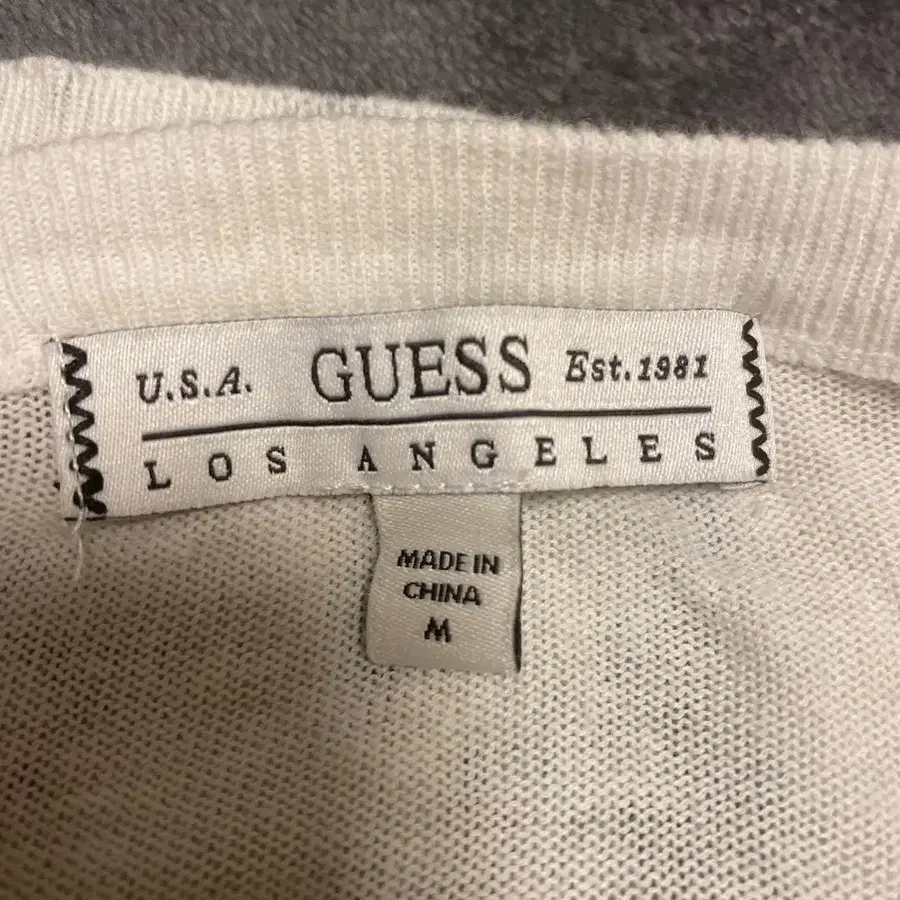 U.S.A. GUESS Est.1981
LOS ANGELES
MADE IN
CHINA
M